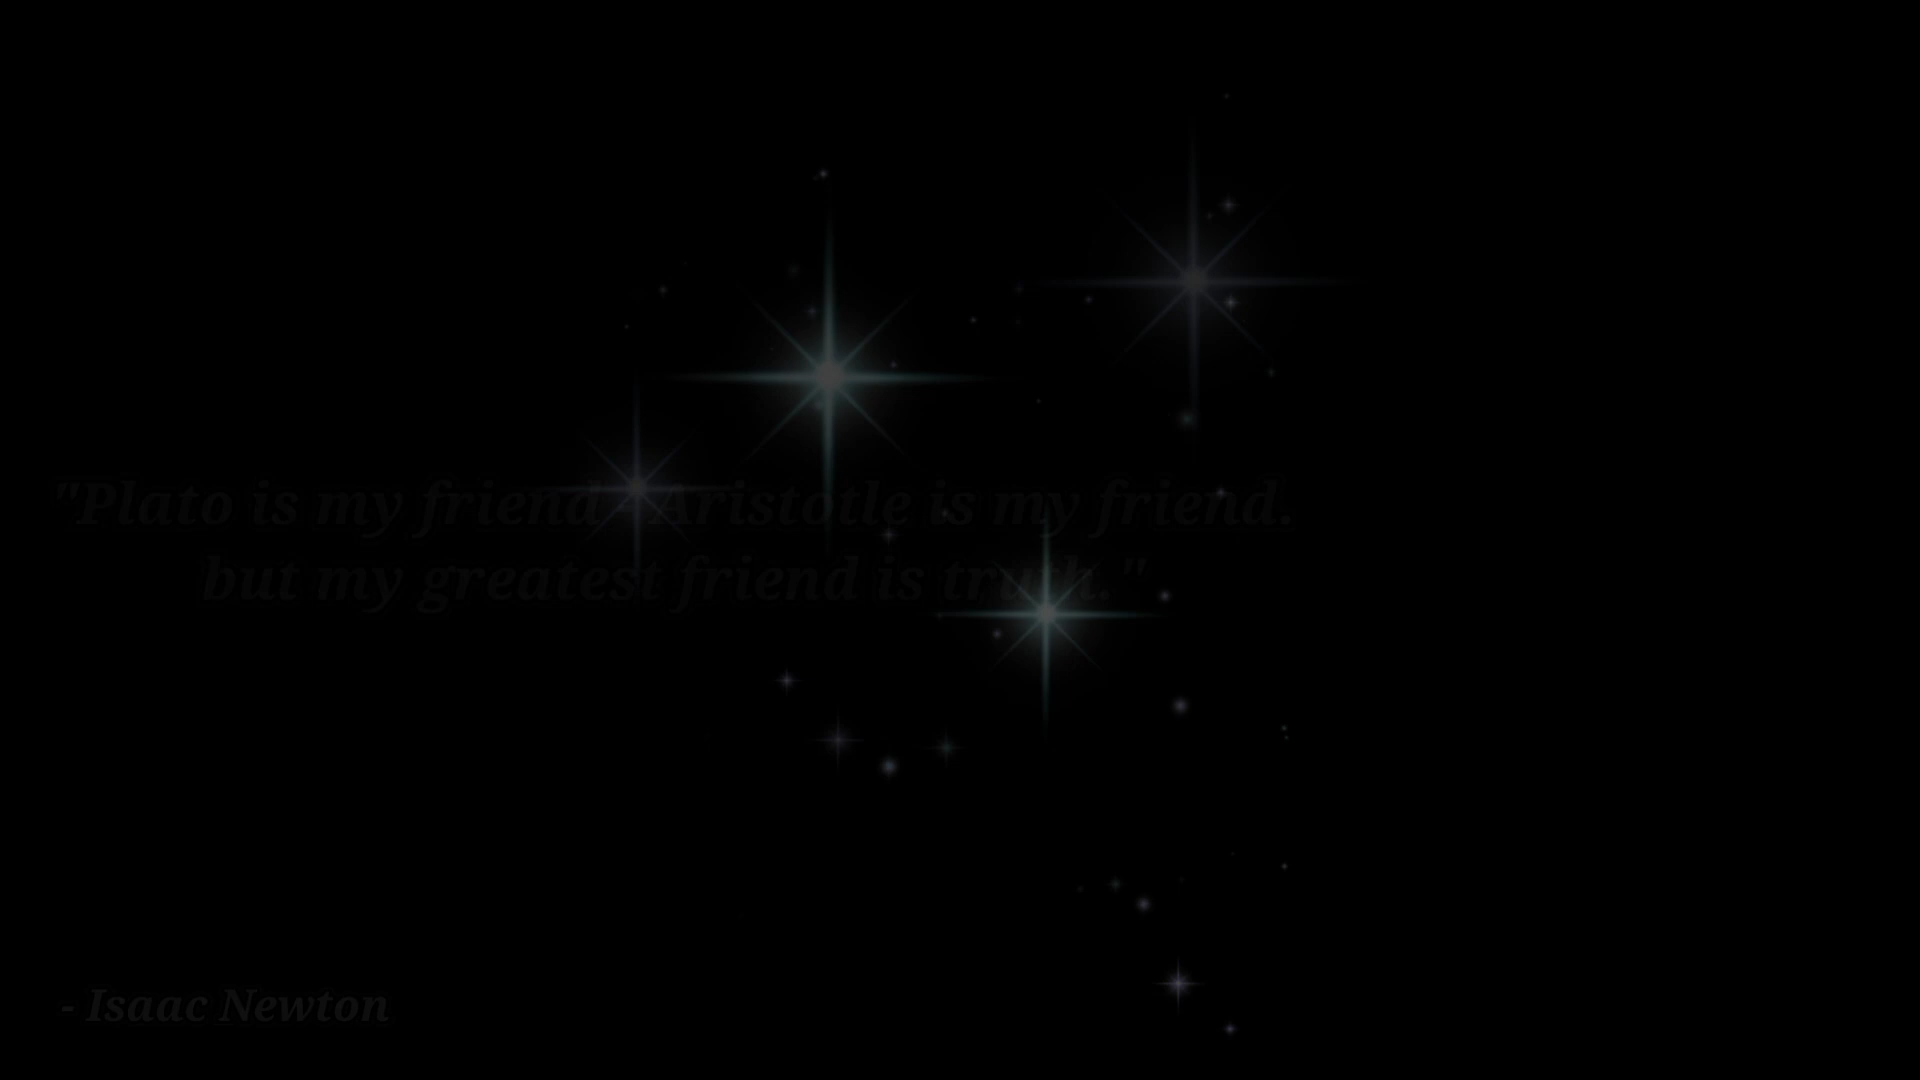 "Plato is my friend - Aristotle is my friend.
but my greatest friend is truth."
- Isaac Newton